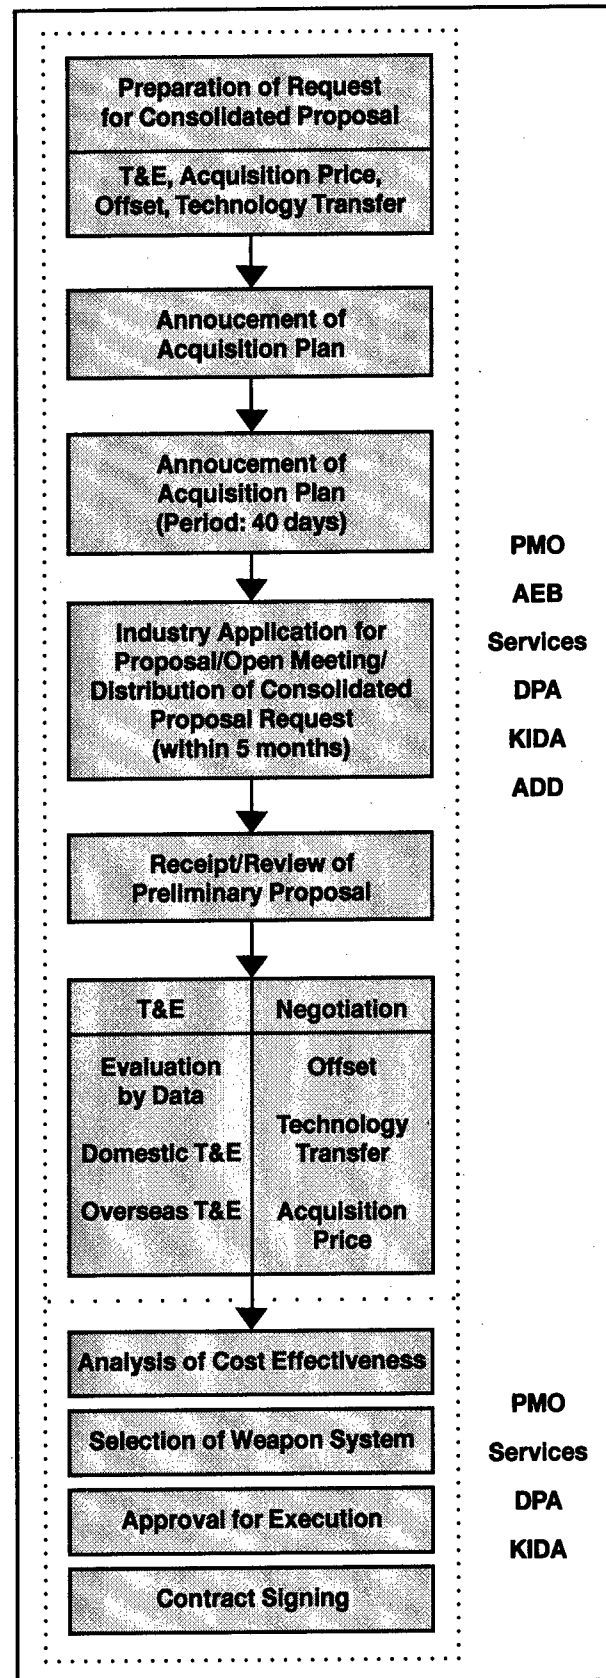 Preparation of Request
for Consolidated Proposal
T&E, Acquisition Price,
Offset, Technology Transfer
Annoucement of
Acquisition Plan
Annoucement of
Acquisition Plan
(Period: 40 days)
Industry Application for
Proposal/Open Meeting/
Distribution of Consolidated
Proposal Request
(within 5 months)
Receipt/Review of
Preliminary Proposal
T&E
Evaluation
by Data
Domestic T&E
Overseas T&E
Negotiation
Offset
Technology
Transfer
Acquisition
Price
PMO
AEB
Services
DPA
KIDA
ADD
Analysis of Cost Effectiveness
Selection of Weapon System
Approval for Execution
Contract Signing
PMO
Services
DPA
KIDA